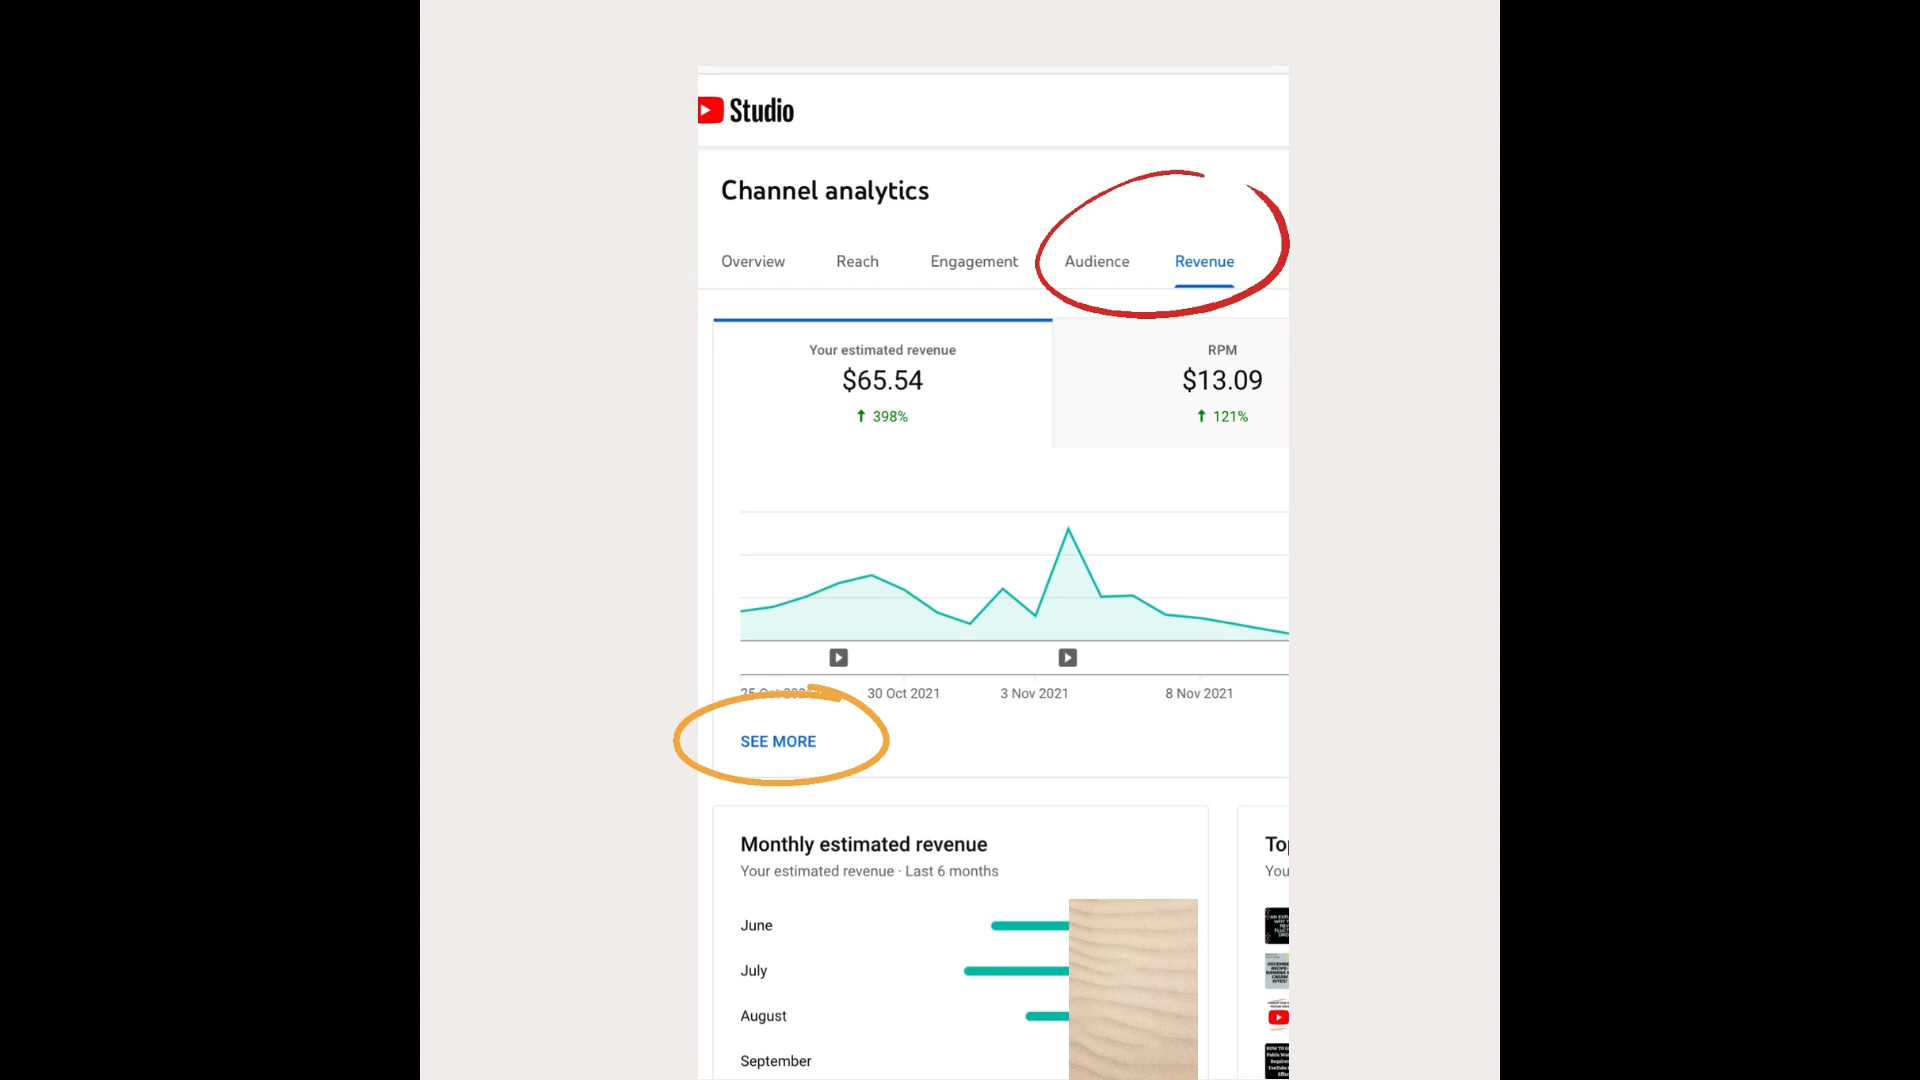 Studio
Channel analytics
Overview Reach Engagement Audience Revenue
Your estimated revenue RPM
$65.54 $13.09
398% 121%
30 Oct 2021 3 Nov 2021 8 Nov 2021
SEE MORE
Monthly estimated revenue
Your estimated revenue · Last 6 months
June
July
August
September